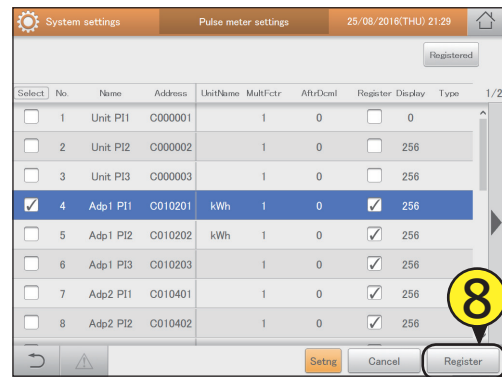 System settings Pulse meter settings 25/08/2016(THU) 21:29
Registered
Select No. Name Address UnitName MultFctr AftrDcml Register Display Type 1/2
1 Unit PI1 C000001 1 0 0
2 Unit PI2 C000002 1 0 256
3 Unit PI3 C000003 1 0 256
4 Adp1 PI1 C010201 kWh 1 0 256
5 Adp1 PI2 C010202 kWh 1 0 256
6 Adp1 PI3 C010203 1 0 256
7 Adp2 PI1 C010401 1 0 256
8 Adp2 PI2 C010402 1 0 256
8
Setng Cancel Register